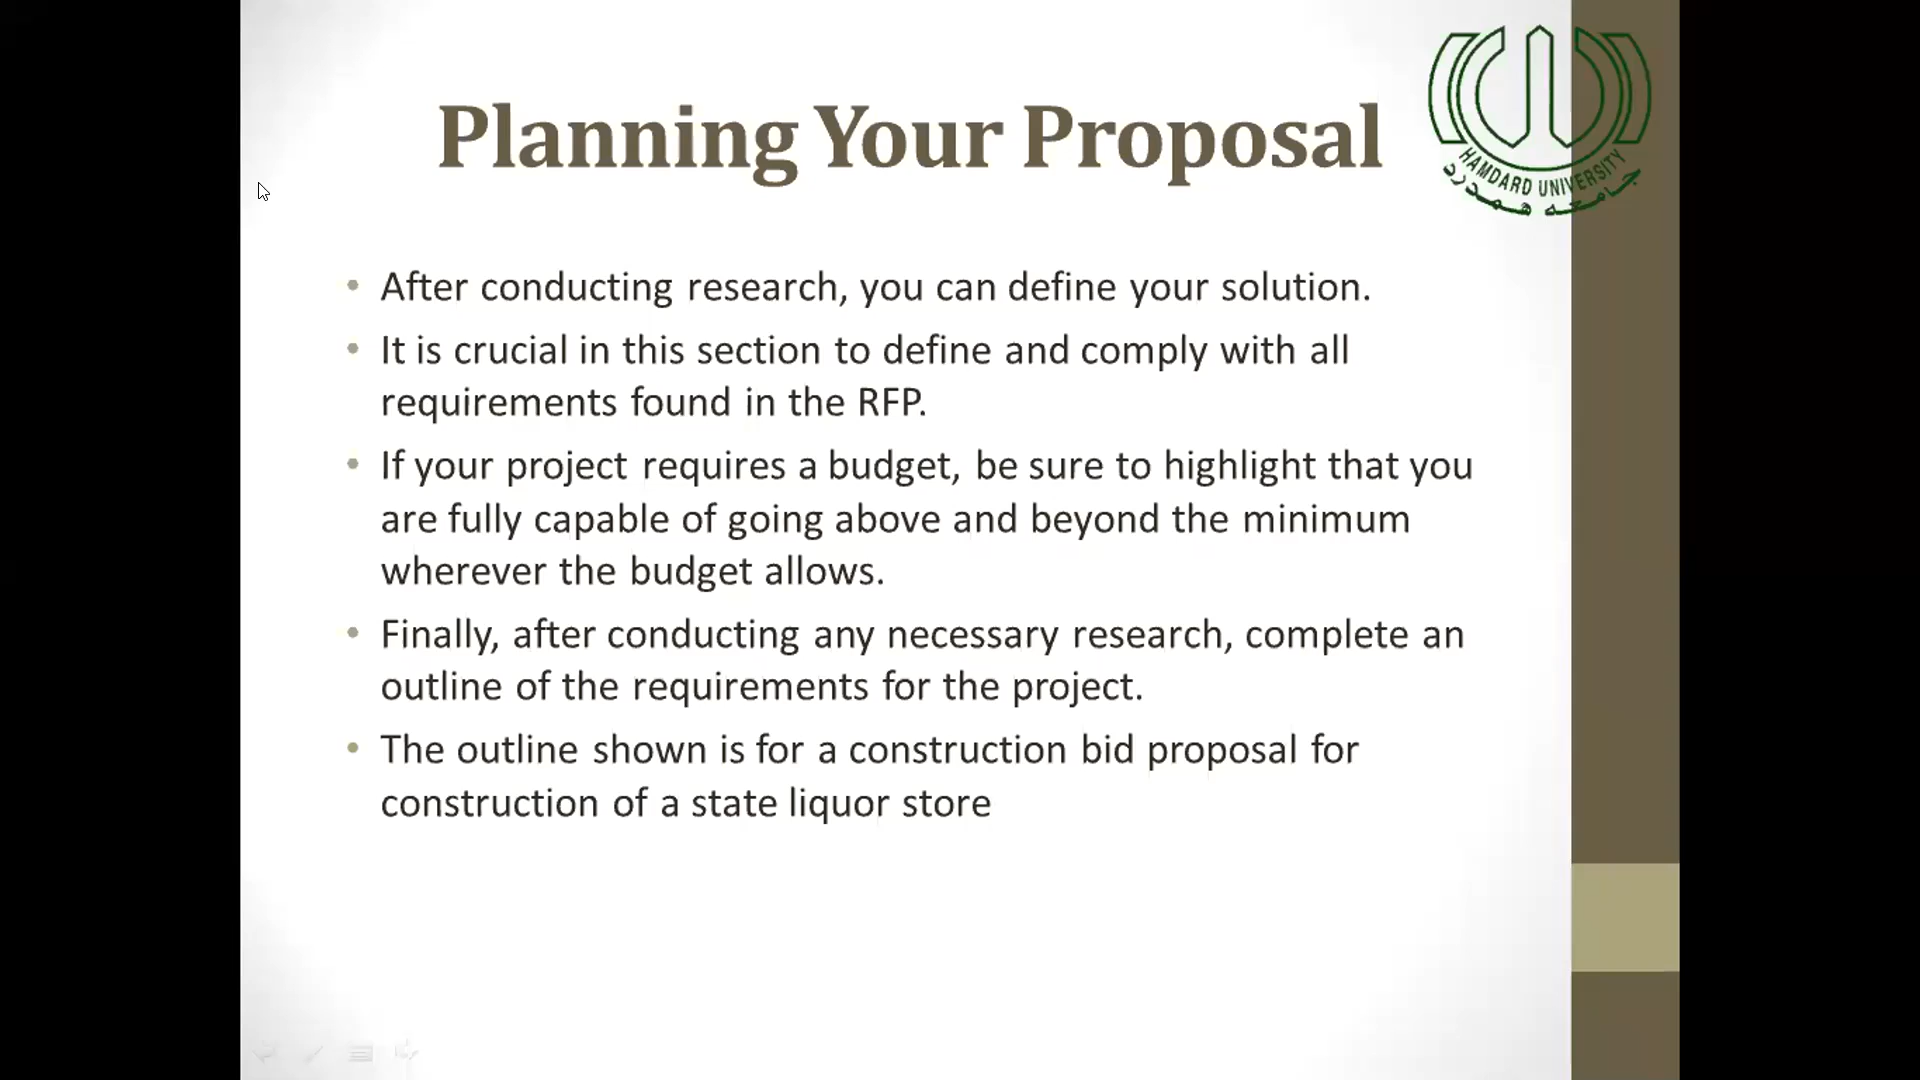 Planning Your Proposal
HAMDARD UNIVERSITY
جامعه همدرد
• After conducting research, you can define your solution.
• It is crucial in this section to define and comply with all
requirements found in the RFP.
• If your project requires a budget, be sure to highlight that you
are fully capable of going above and beyond the minimum
wherever the budget allows.
• Finally, after conducting any necessary research, complete an
outline of the requirements for the project.
• The outline shown is for a construction bid proposal for
construction of a state liquor store